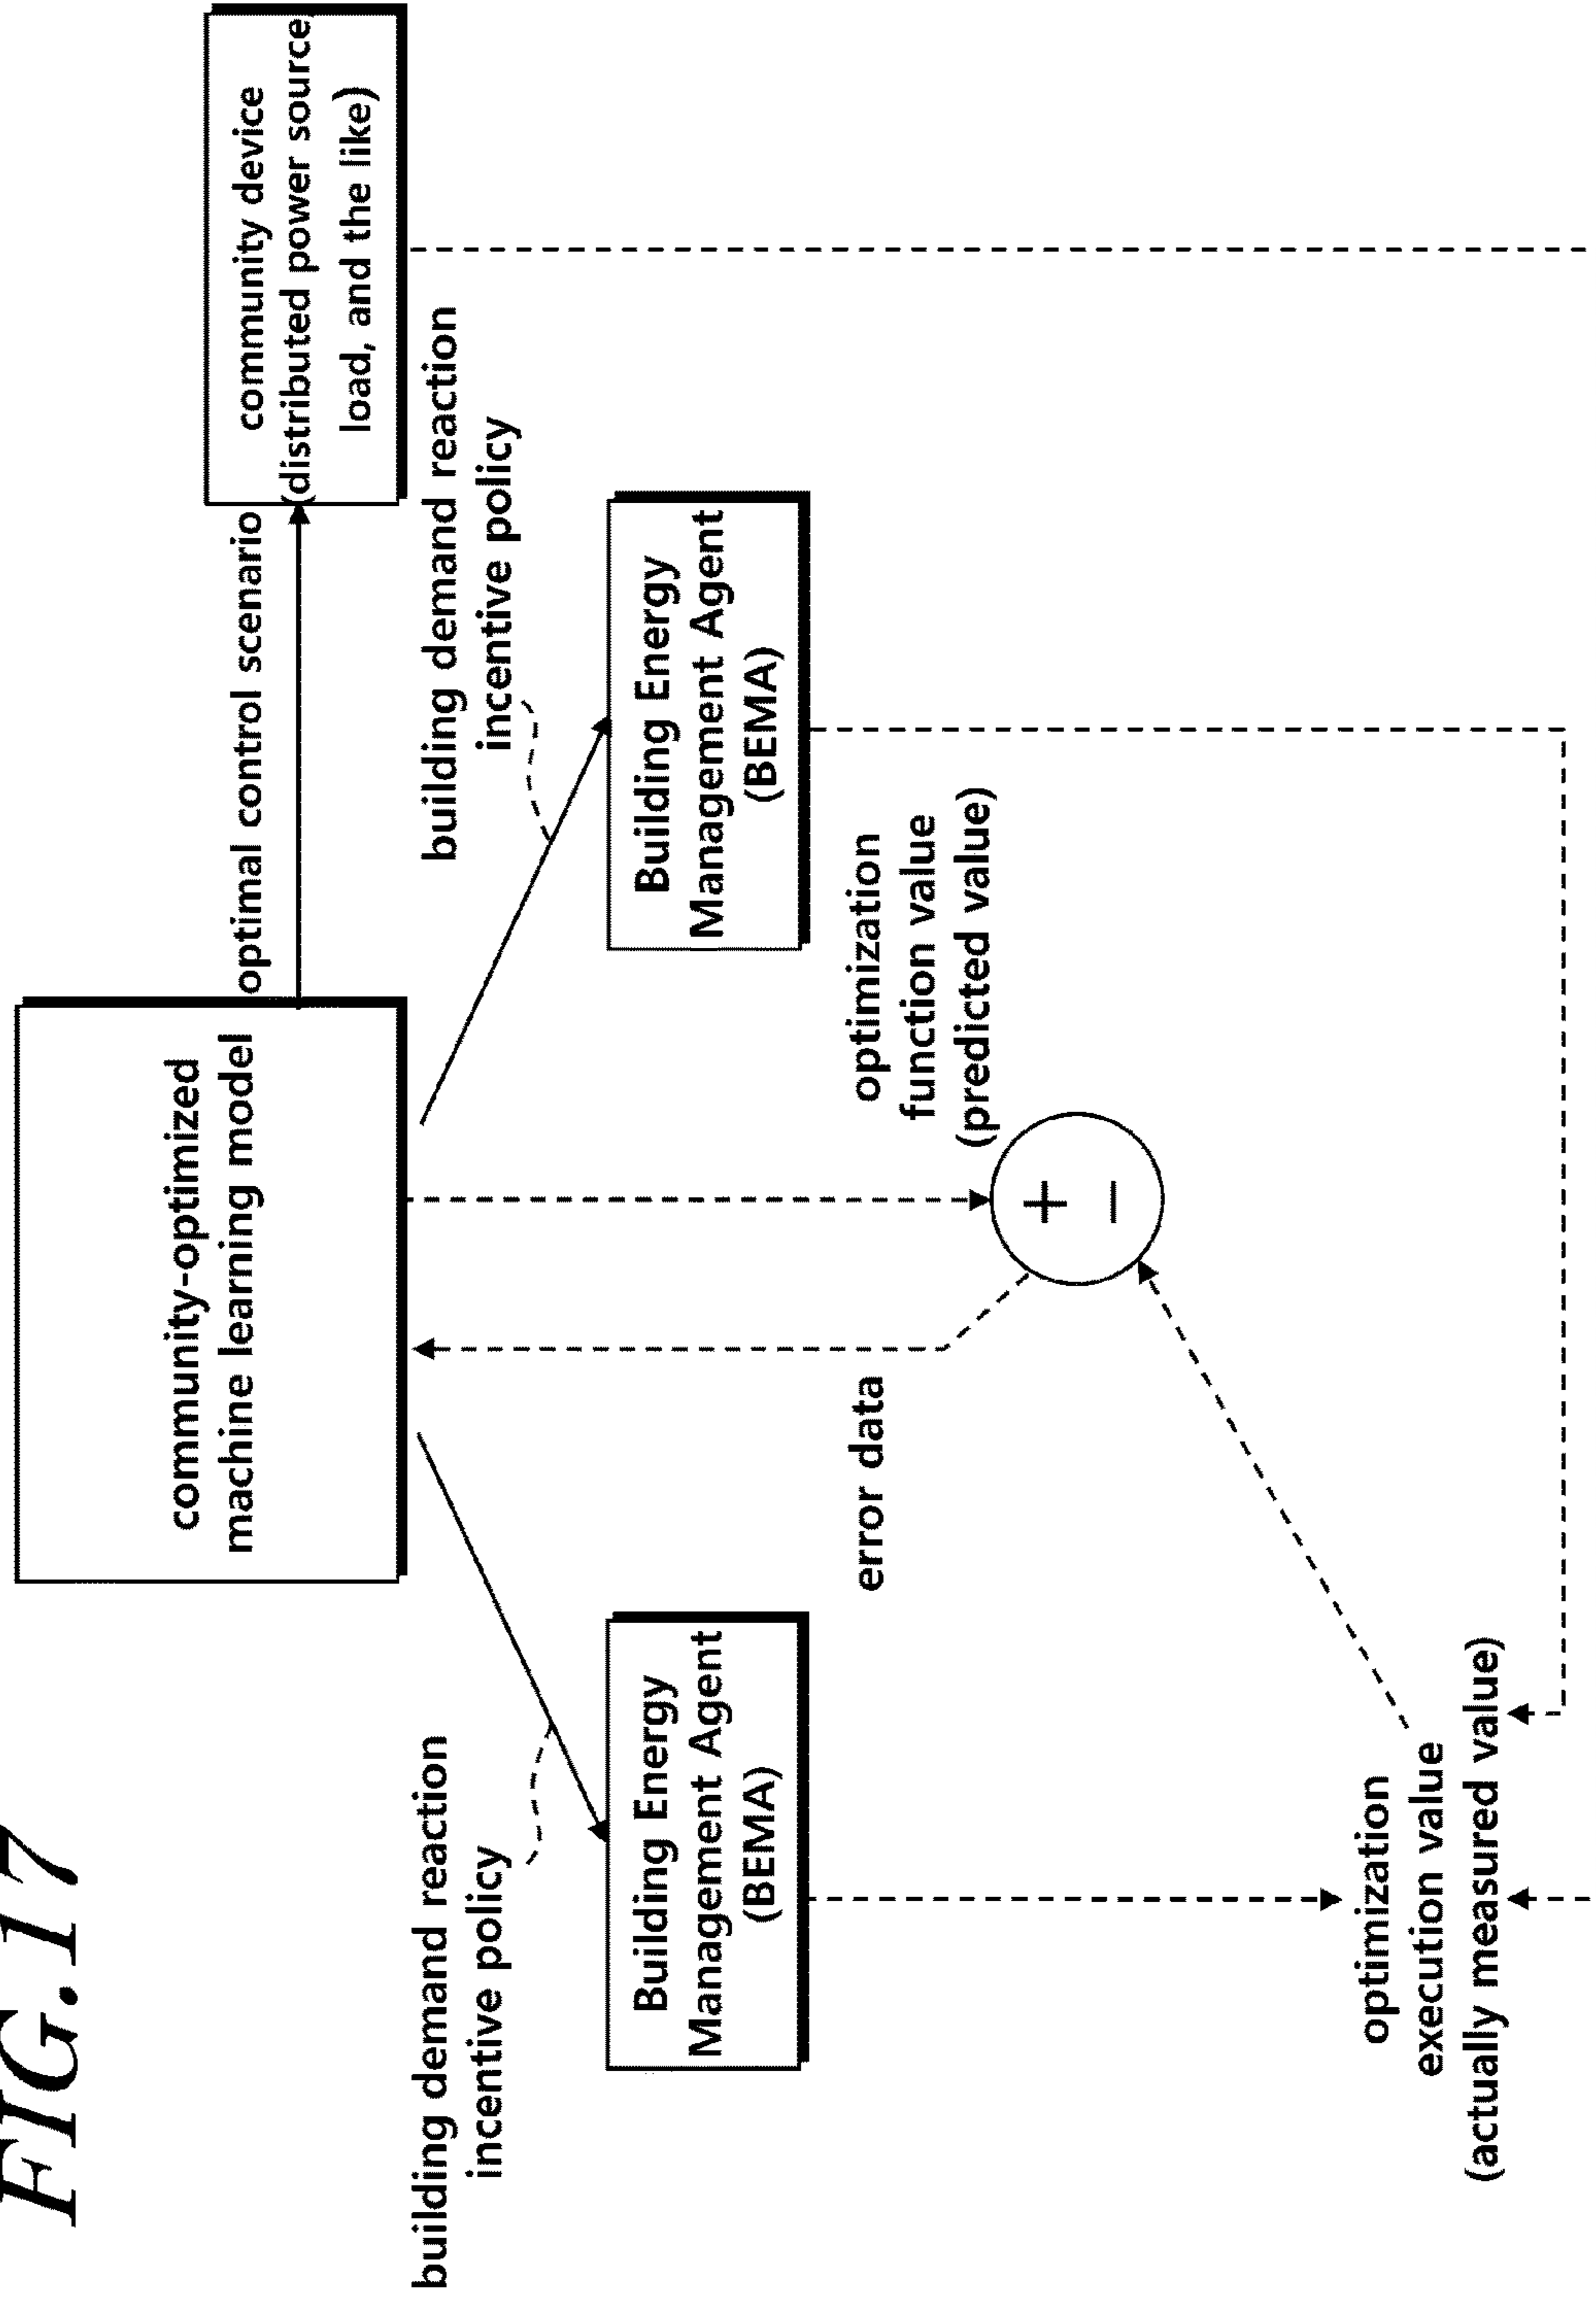 FIG.17
community-optimized
machine learning model
optimal control scenario
community device
(distributed power source
load, and the like)
building demand reaction
incentive policy
building demand reaction
incentive policy
Building Energy
Management Agent
(BEMA)
Building Energy
Management Agent
(BEMA)
error data
optimization
function value
(predicted value)
+
−
optimization
execution value
(actually measured value)